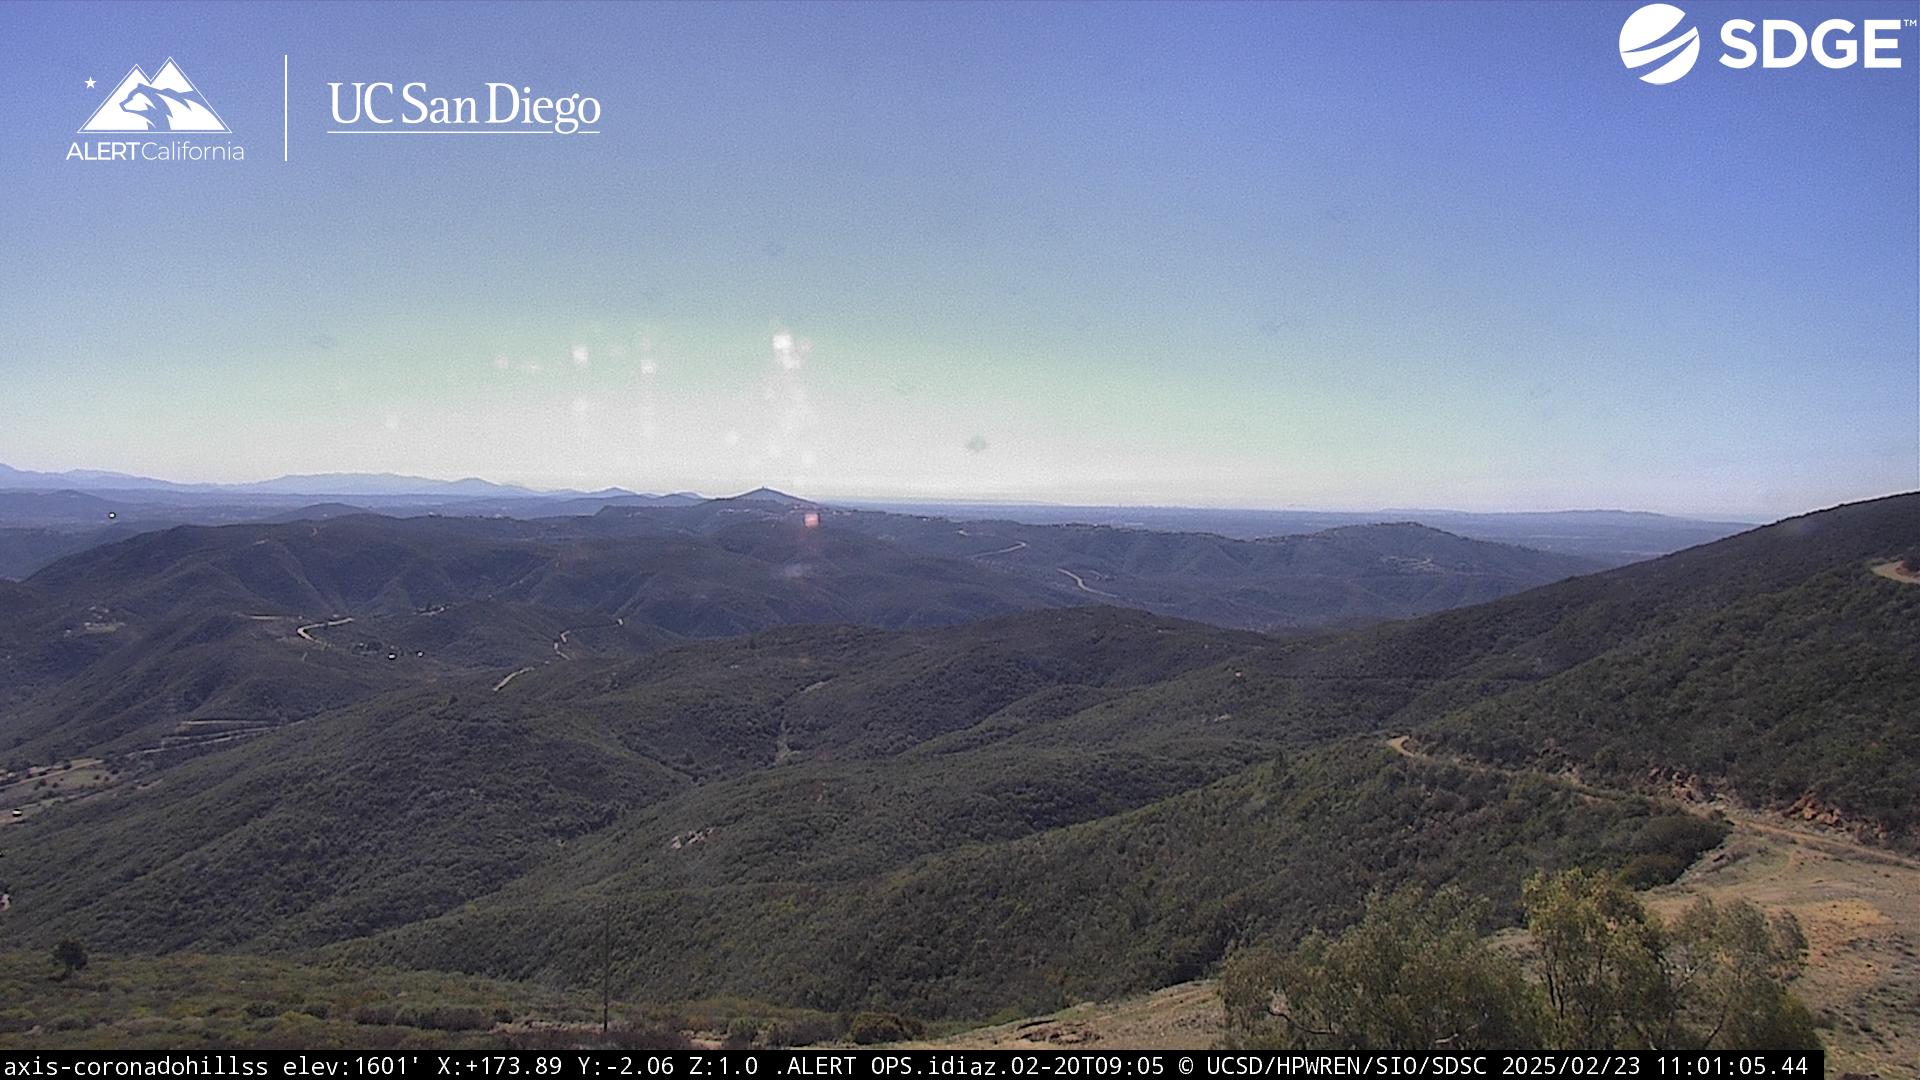 ALERTCalifornia
UC San Diego
SDGE™
axis-coronadohillss elev:1601' X:+173.89 Y:-2.06 Z:1.0 .ALERT OPS.idiaz.02-20T09:05 © UCSD/HPWREN/SIO/SDSC 2025/02/23 11:01:05.44